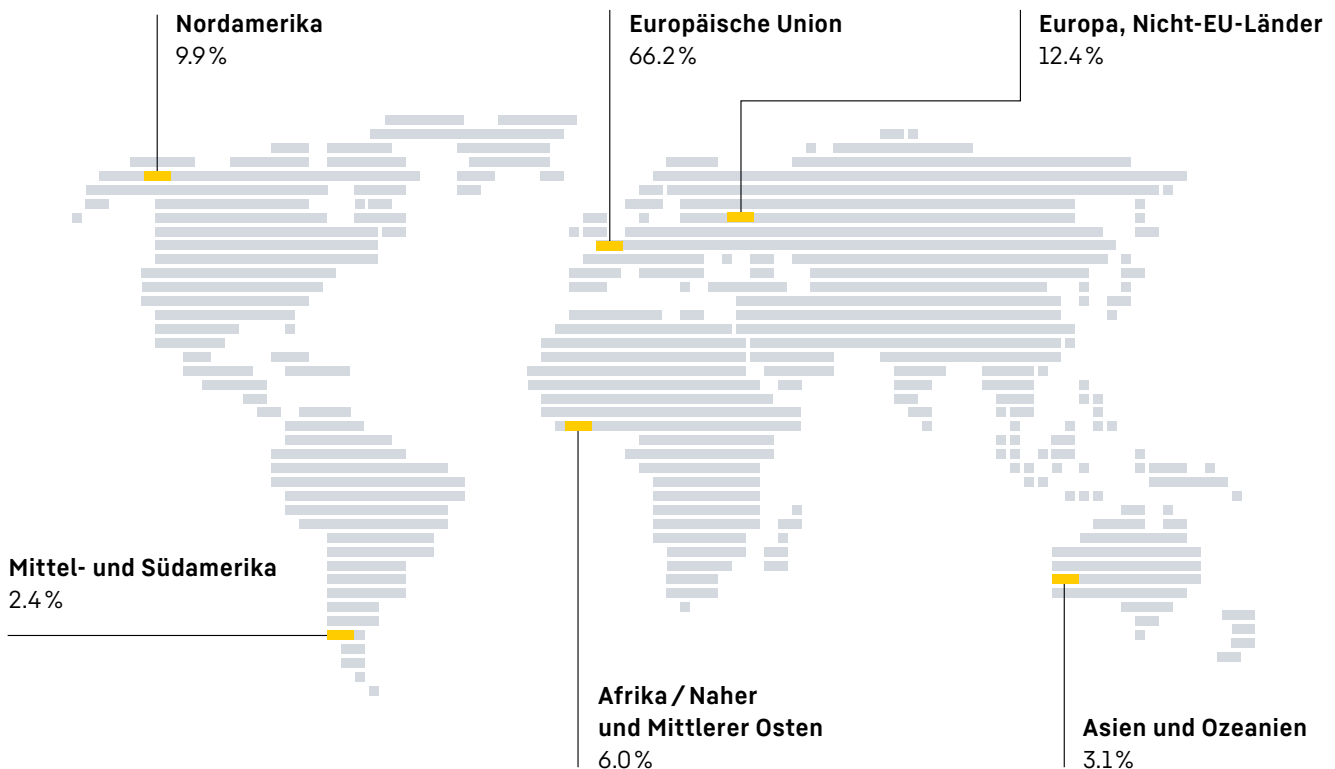 Nordamerika
9.9 %
Europäische Union
66.2 %
Europa, Nicht-EU-Länder
12.4 %
Mittel- und Südamerika
2.4 %
Afrika / Naher
und Mittlerer Osten
6.0 %
Asien und Ozeanien
3.1 %